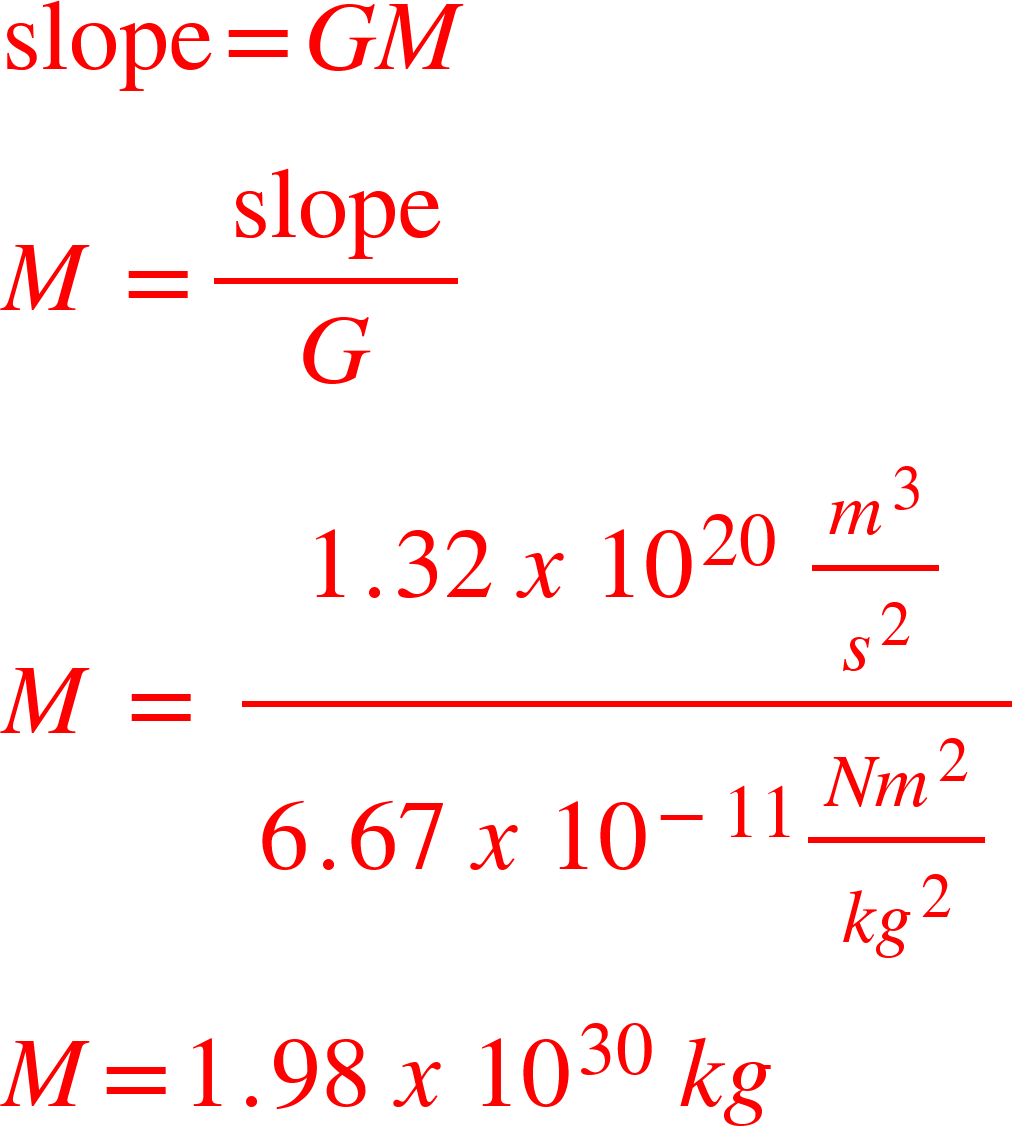 slope = GM
M = slope / G
M = 1.32 x 10^20 m^3/s^2 / 6.67 x 10^-11 Nm^2/kg^2
M = 1.98 x 10^30 kg